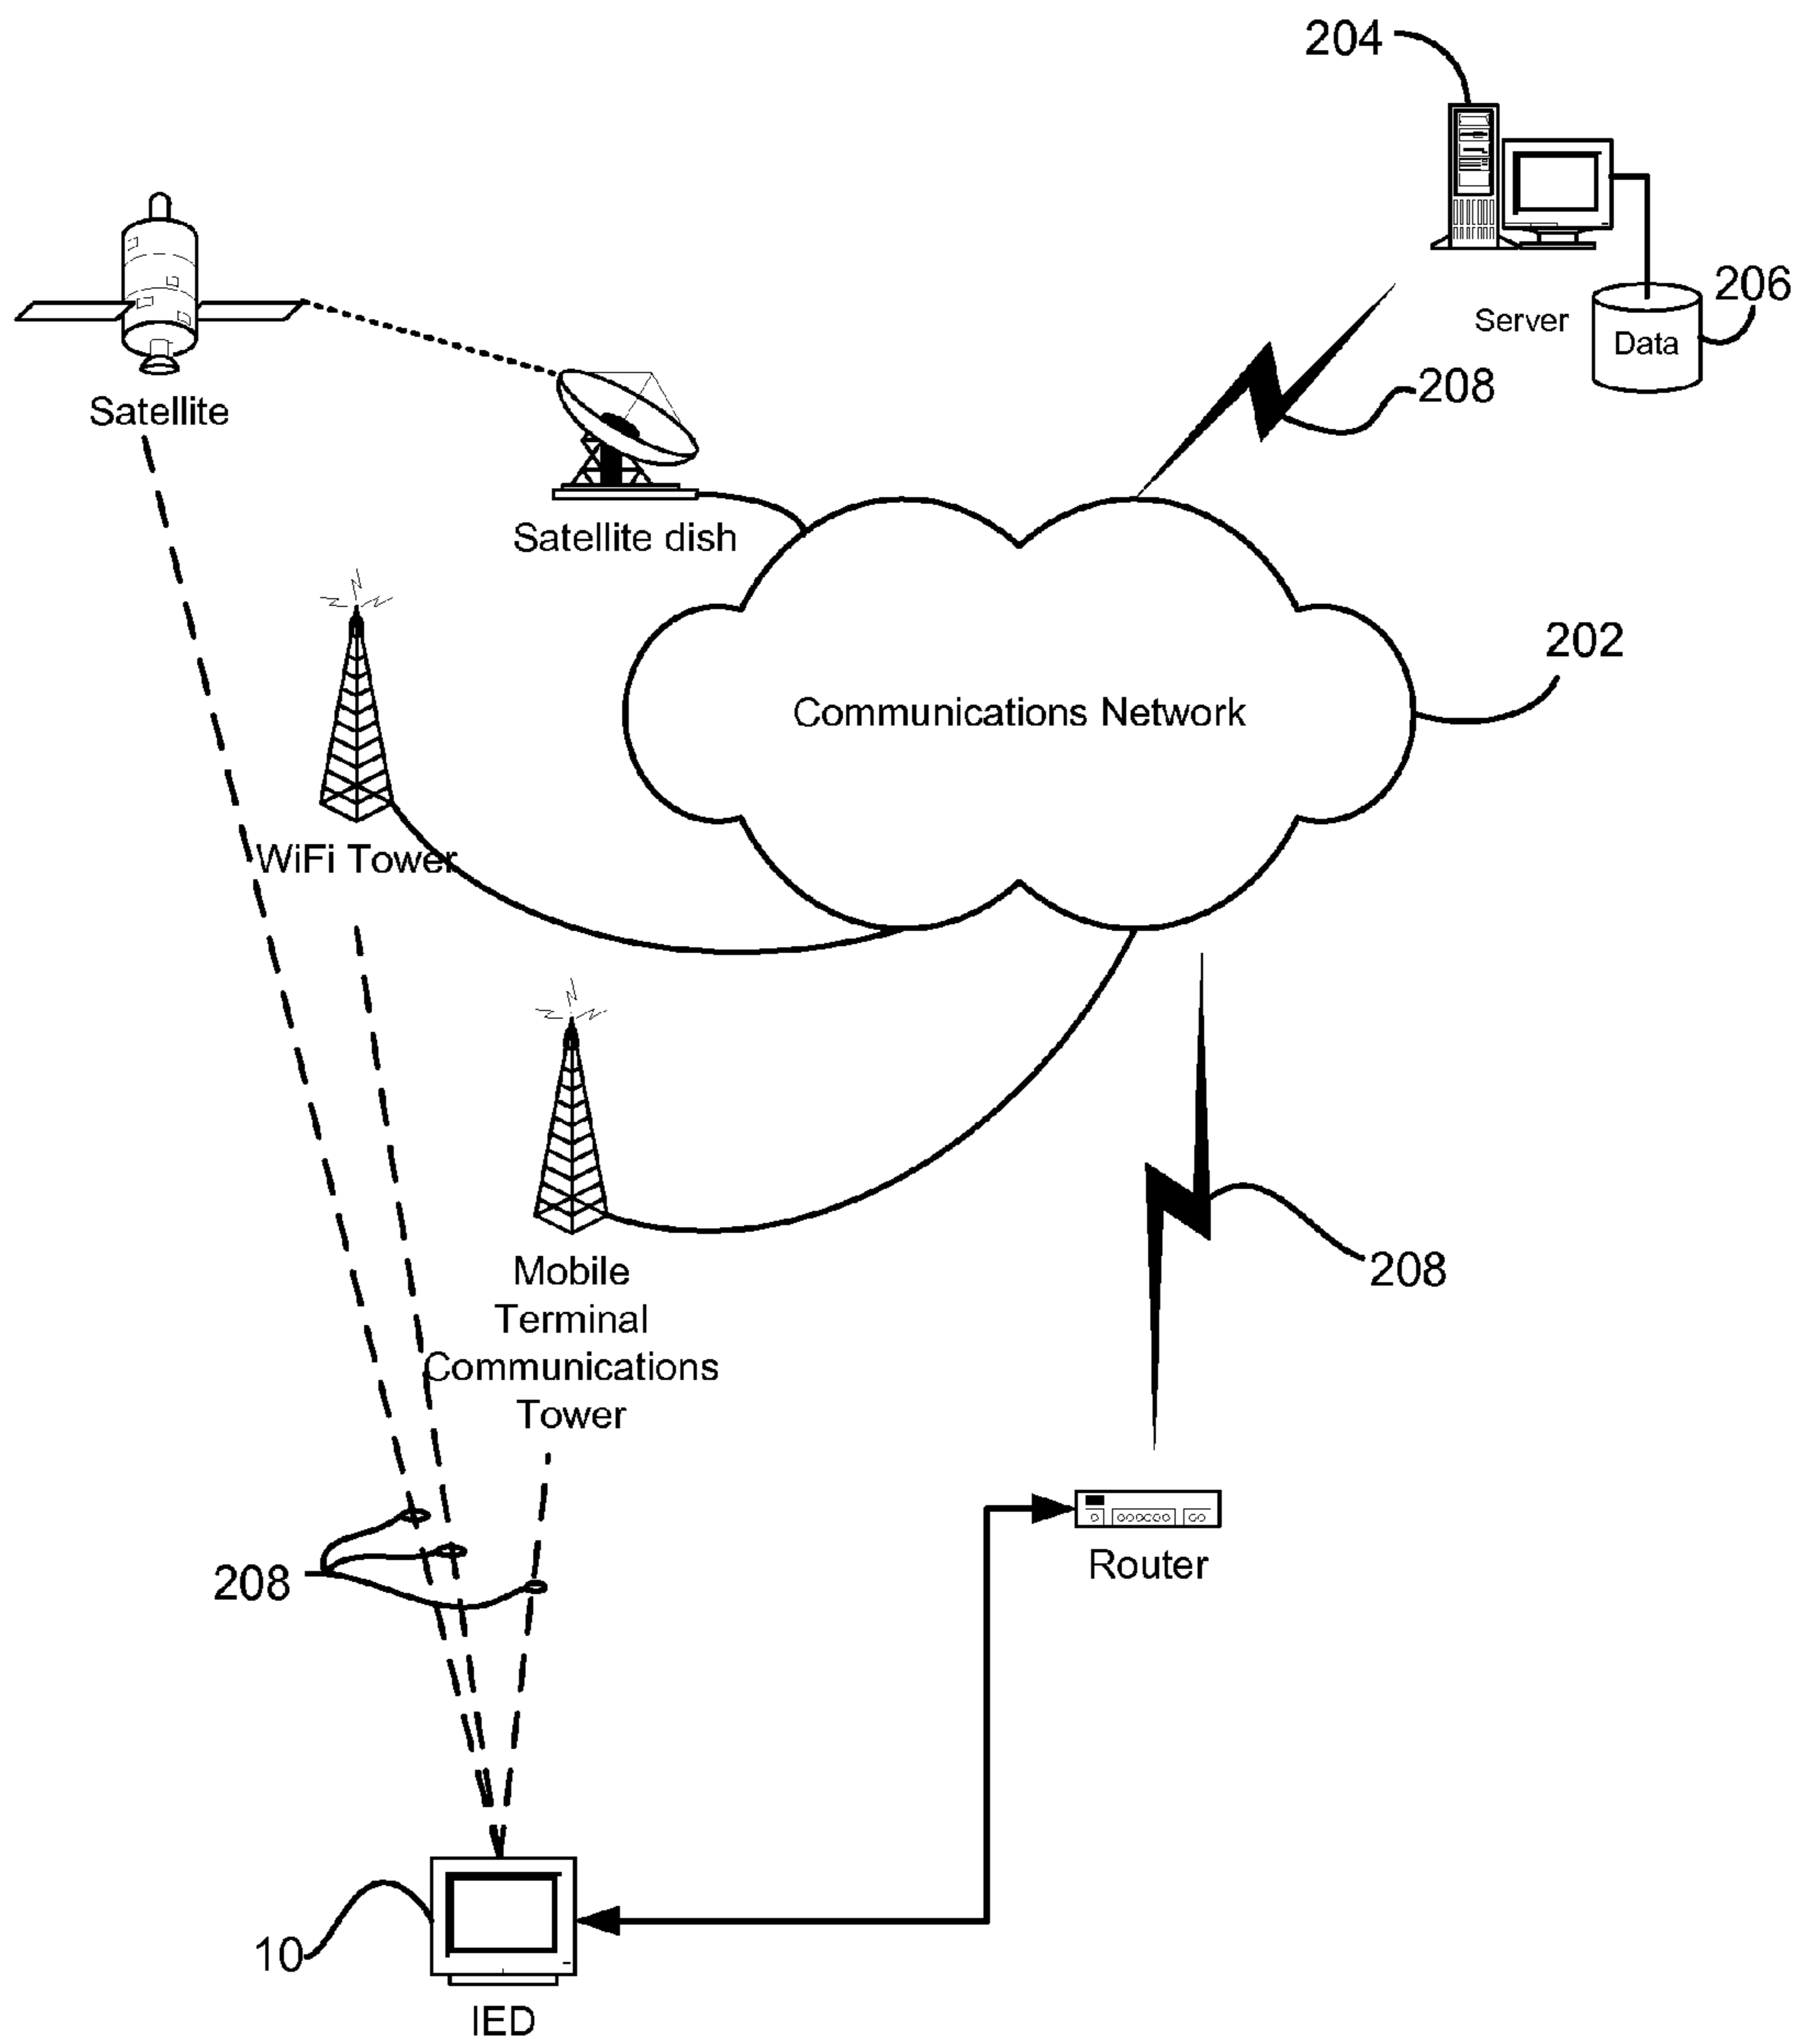 204
206
Server
Data
208
Satellite
Satellite dish
202
Communications Network
WiFi Tower
208
Mobile
Terminal
Communications
Tower
208
Router
10
IED